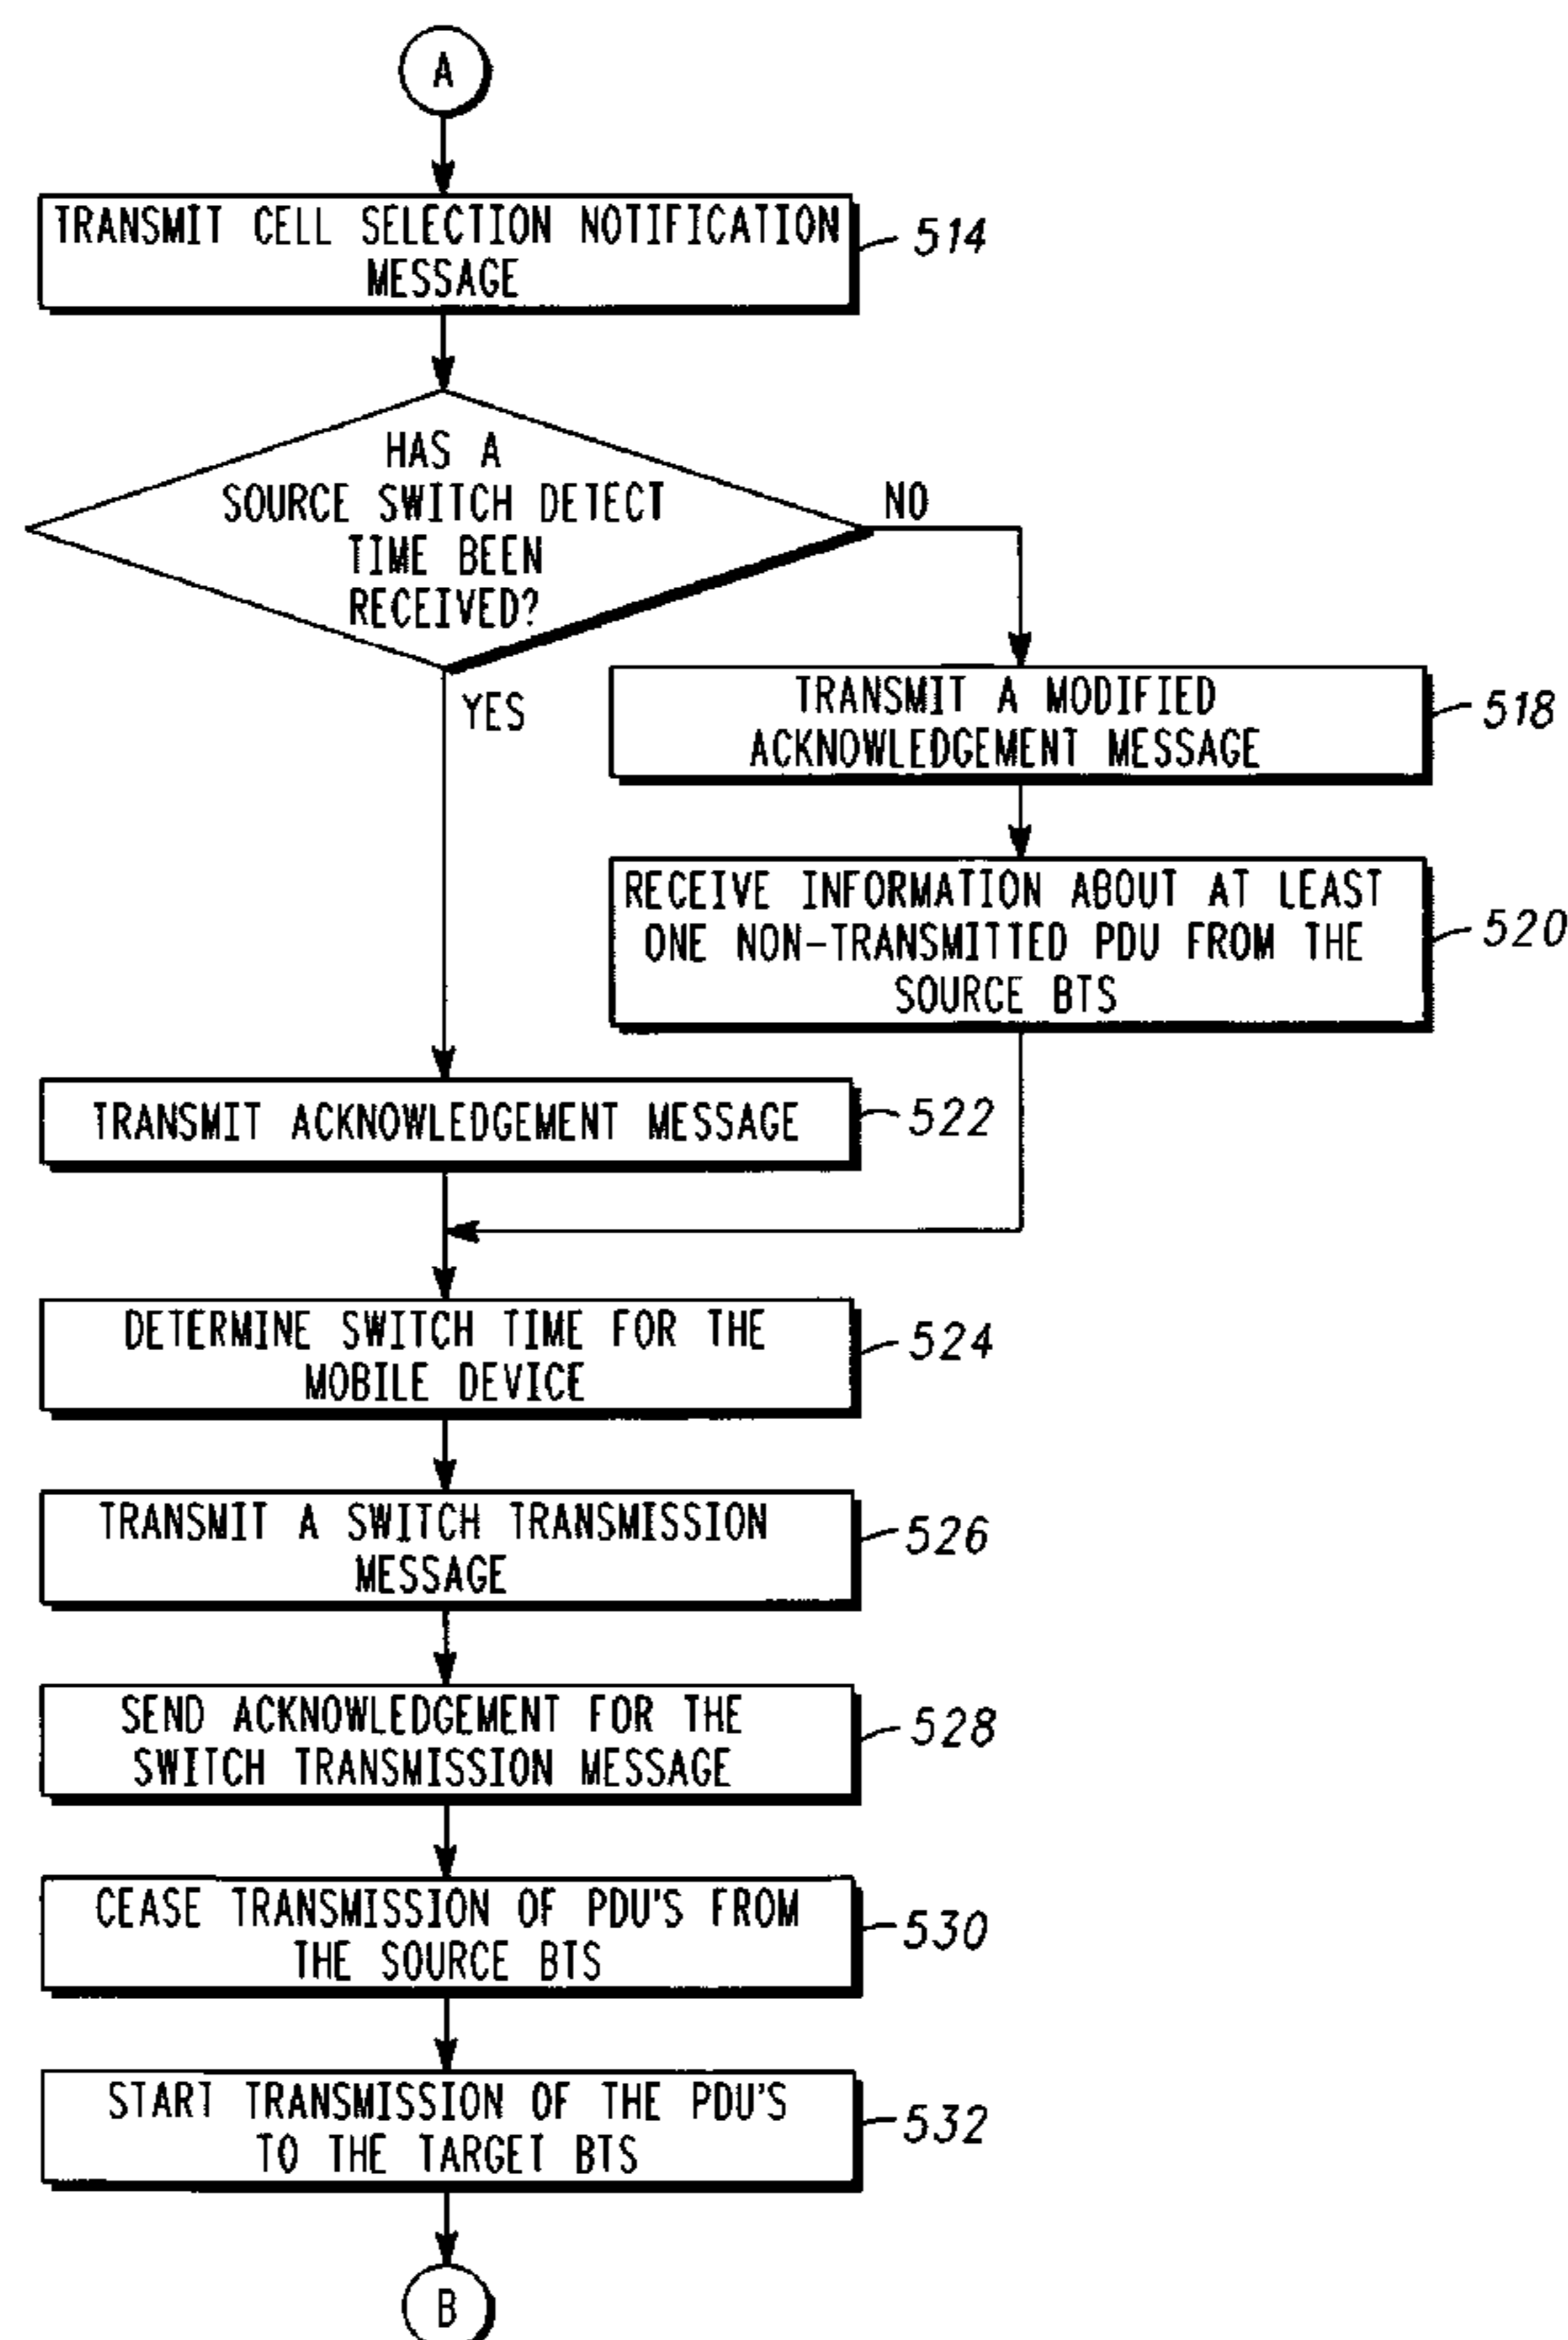 A
TRANSMIT CELL SELECTION NOTIFICATION
MESSAGE
514
HAS A
SOURCE SWITCH DETECT
TIME BEEN
RECEIVED?
NO
YES
TRANSMIT A MODIFIED
ACKNOWLEDGEMENT MESSAGE
518
RECEIVE INFORMATION ABOUT AT LEAST
ONE NON-TRANSMITTED PDU FROM THE
SOURCE BTS
520
TRANSMIT ACKNOWLEDGEMENT MESSAGE
522
DETERMINE SWITCH TIME FOR THE
MOBILE DEVICE
524
TRANSMIT A SWITCH TRANSMISSION
MESSAGE
526
SEND ACKNOWLEDGEMENT FOR THE
SWITCH TRANSMISSION MESSAGE
528
CEASE TRANSMISSION OF PDU'S FROM
THE SOURCE BTS
530
START TRANSMISSION OF THE PDU'S
TO THE TARGET BTS
532
B